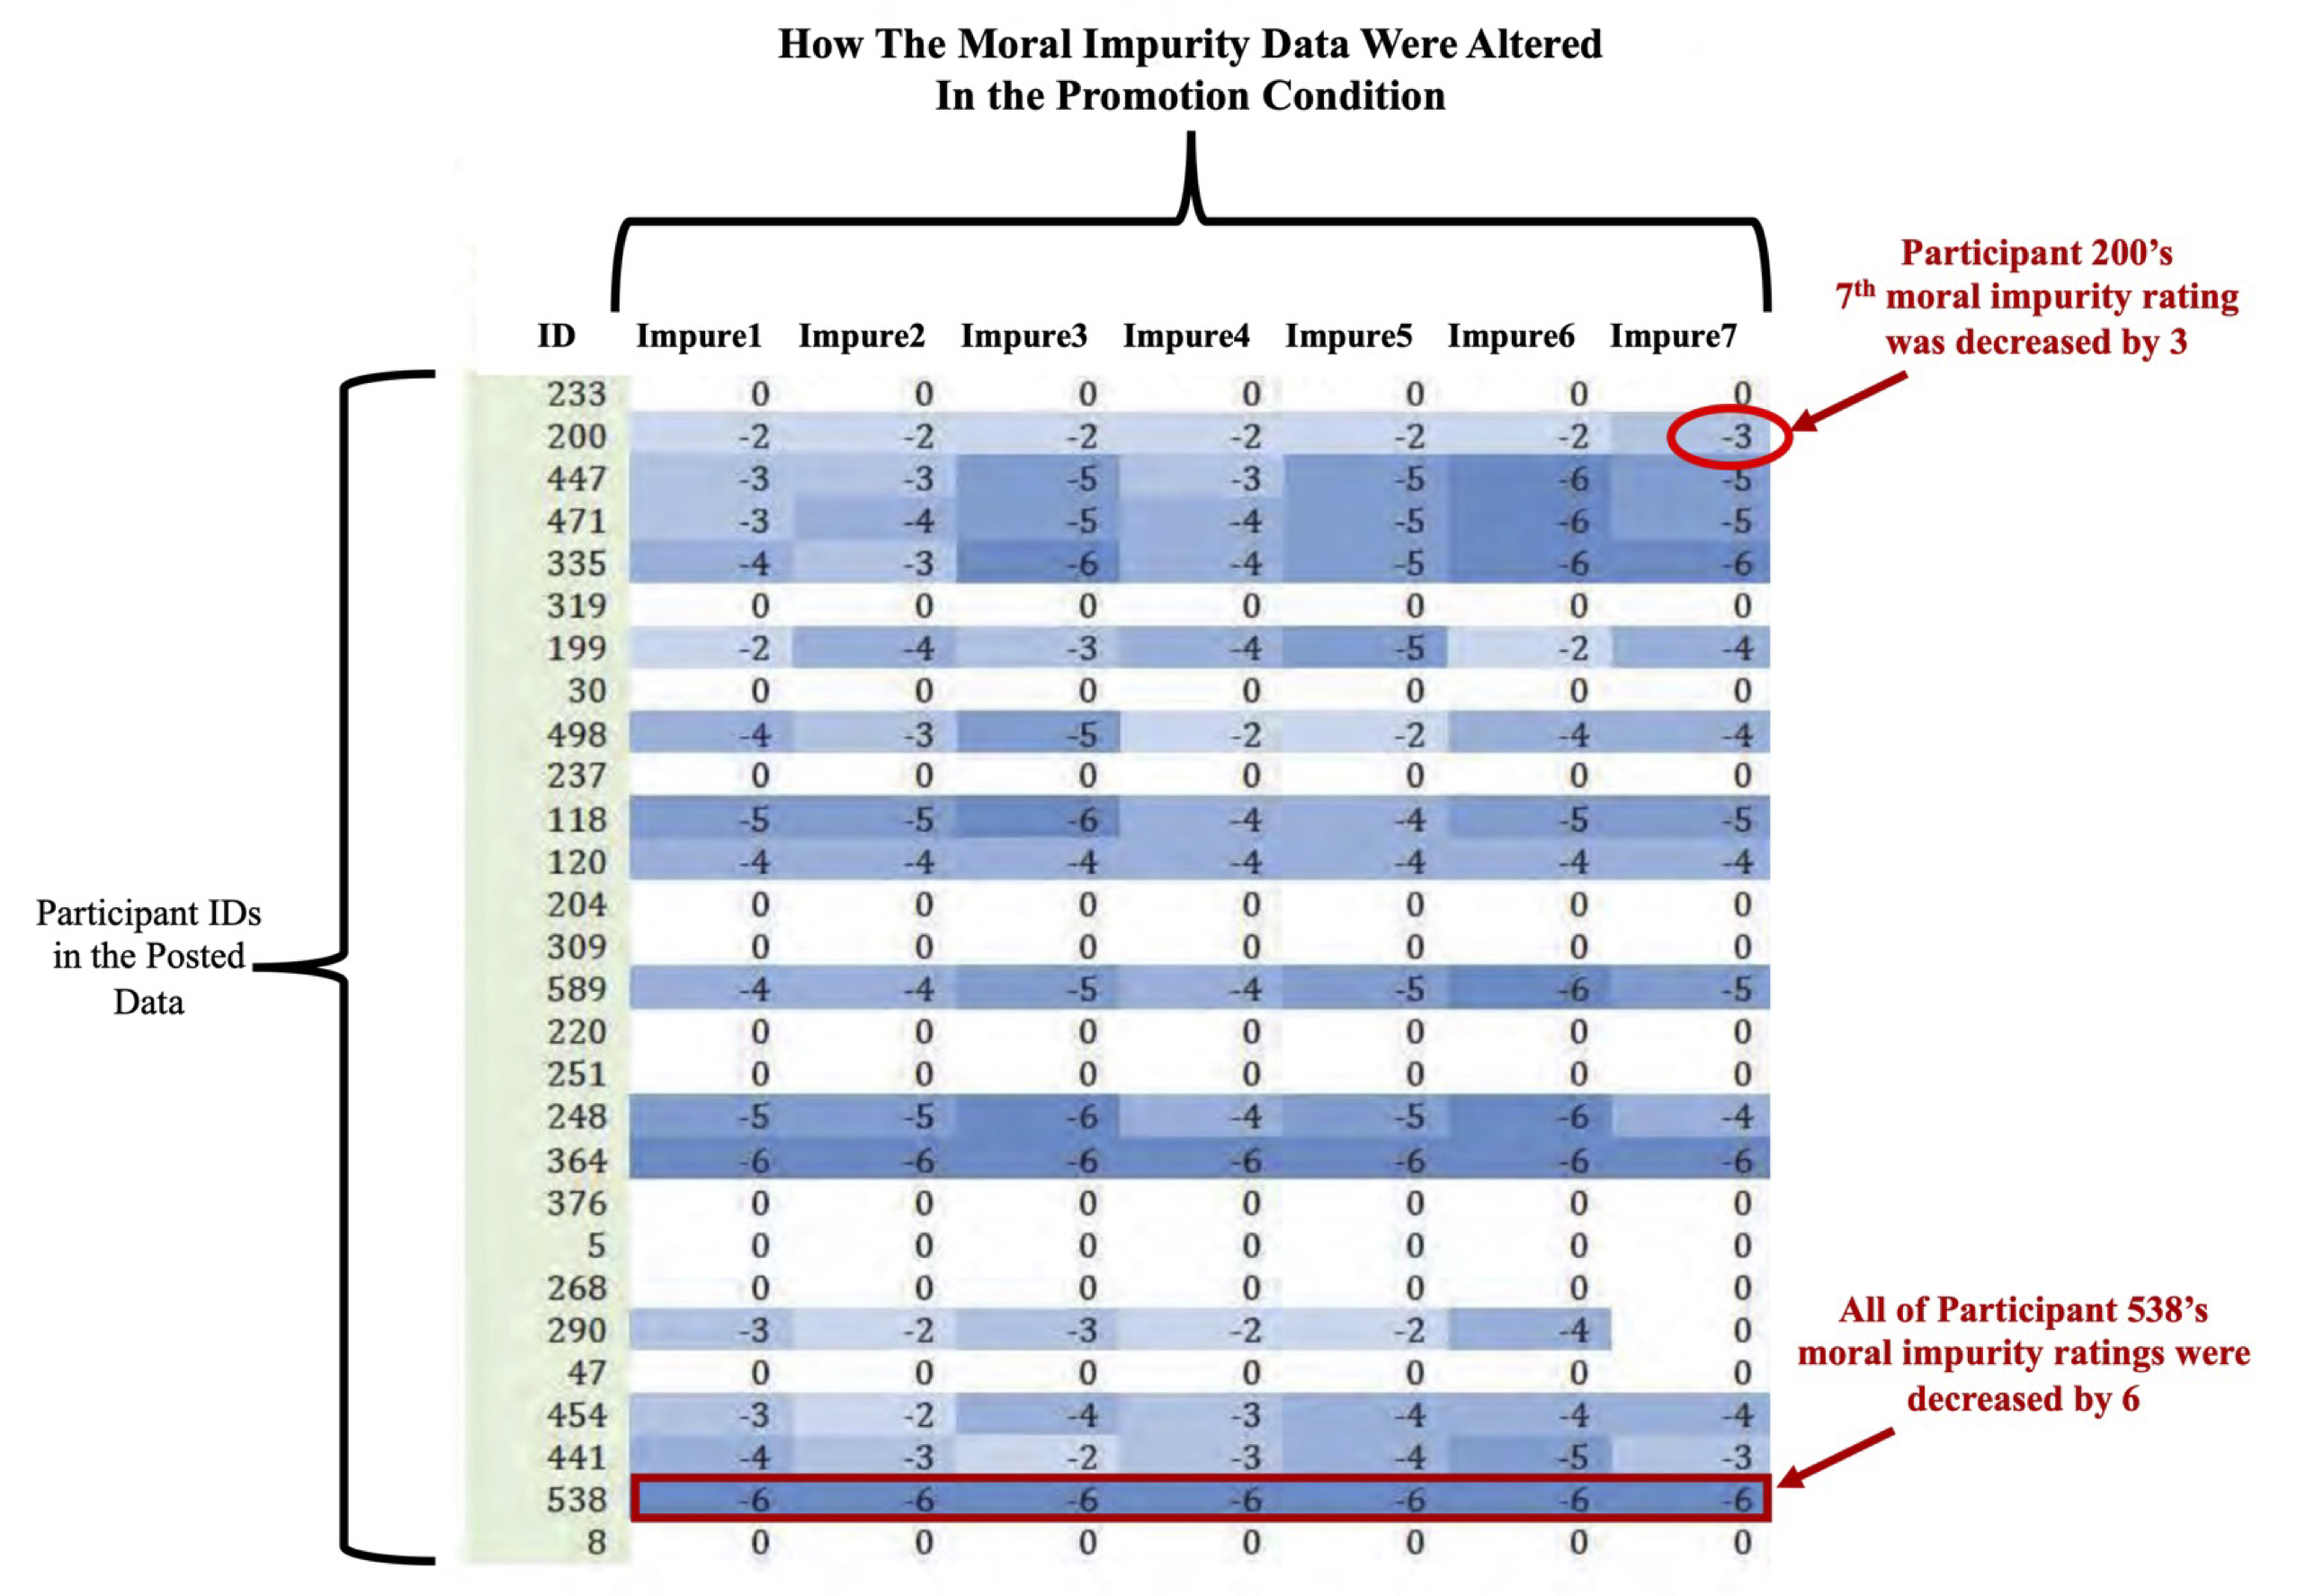 How The Moral Impurity Data Were Altered
In the Promotion Condition
Participant 200’s
7th moral impurity rating
was decreased by 3
ID Impure1 Impure2 Impure3 Impure4 Impure5 Impure6 Impure7
233 0 0 0 0 0 0 0
200 -2 -2 -2 -2 -2 -2 -3
447 -3 -3 -5 -3 -5 -6 -5
471 -3 -4 -5 -4 -5 -6 -5
335 -4 -3 -6 -4 -5 -6 -6
319 0 0 0 0 0 0 0
199 -2 -4 -3 -4 -5 -2 -4
30 0 0 0 0 0 0 0
498 -4 -3 -5 -2 -2 -4 -4
237 0 0 0 0 0 0 0
118 -5 -5 -6 -4 -4 -5 -5
120 -4 -4 -4 -4 -4 -4 -4
204 0 0 0 0 0 0 0
309 0 0 0 0 0 0 0
589 -4 -4 -5 -4 -5 -6 -5
220 0 0 0 0 0 0 0
251 0 0 0 0 0 0 0
248 -5 -5 -6 -4 -5 -6 -4
364 -6 -6 -6 -6 -6 -6 -6
376 0 0 0 0 0 0 0
5 0 0 0 0 0 0 0
268 0 0 0 0 0 0 0
290 -3 -2 -3 -2 -2 -4 0
47 0 0 0 0 0 0 0
454 -3 -2 -4 -3 -4 -4 -4
441 -4 -3 -2 -3 -4 -5 -3
538 -6 -6 -6 -6 -6 -6 -6
8 0 0 0 0 0 0 0
Participant IDs
in the Posted
Data
All of Participant 538’s
moral impurity ratings were
decreased by 6